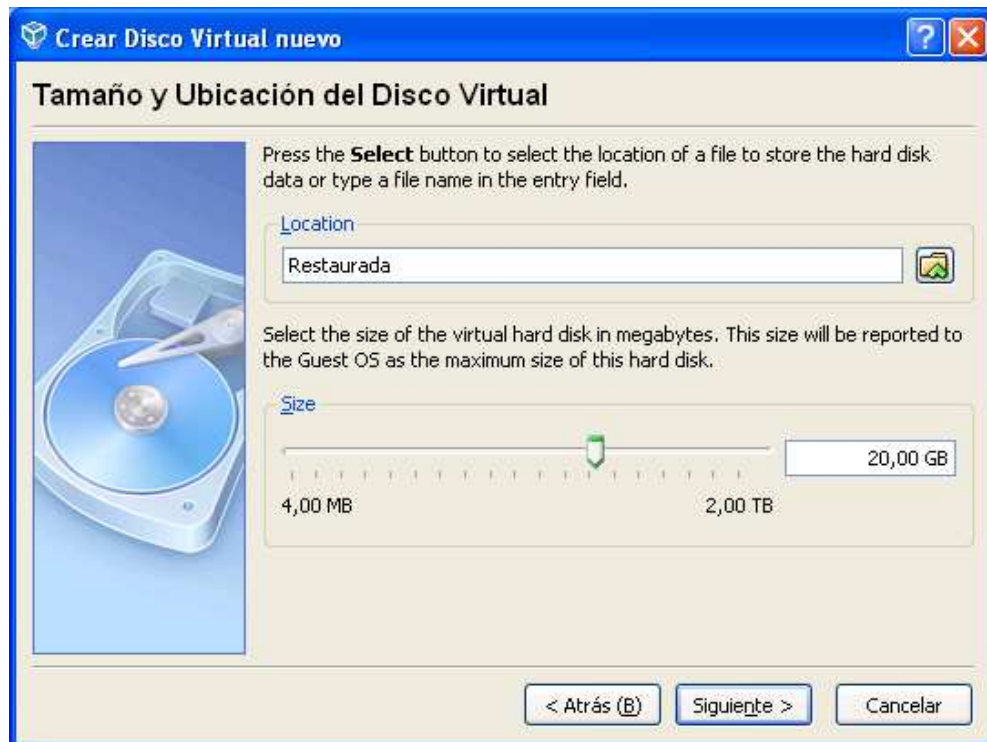 Crear Disco Virtual nuevo
Tamaño y Ubicación del Disco Virtual
Press the Select button to select the location of a file to store the hard disk
data or type a file name in the entry field.
Location
Restaurada
Select the size of the virtual hard disk in megabytes. This size will be reported to
the Guest OS as the maximum size of this hard disk.
Size
20,00 GB
4,00 MB 2,00 TB
< Atrás (B) Siguiente > Cancelar